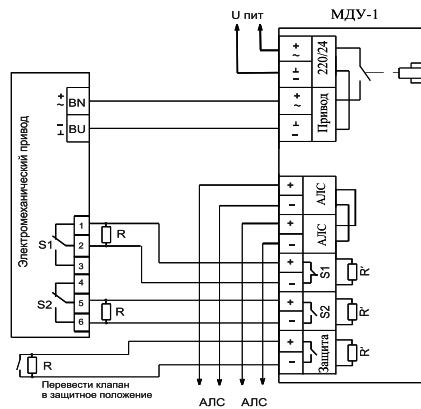 U пит
МДУ-1
+
~
220/24
⊥
~
Электромеханический привод
+
~
BN
+
~
Привод
−
⊥
BU
−
⊥
+
АЛС
−
1
+
АЛС
S1
2
R
−
3
+
S1
R
4
−
S2
5
R
+
S2
R
6
−
R
+
Защита
R
−
Перевести клапан
в защитное положение
АЛС
АЛС